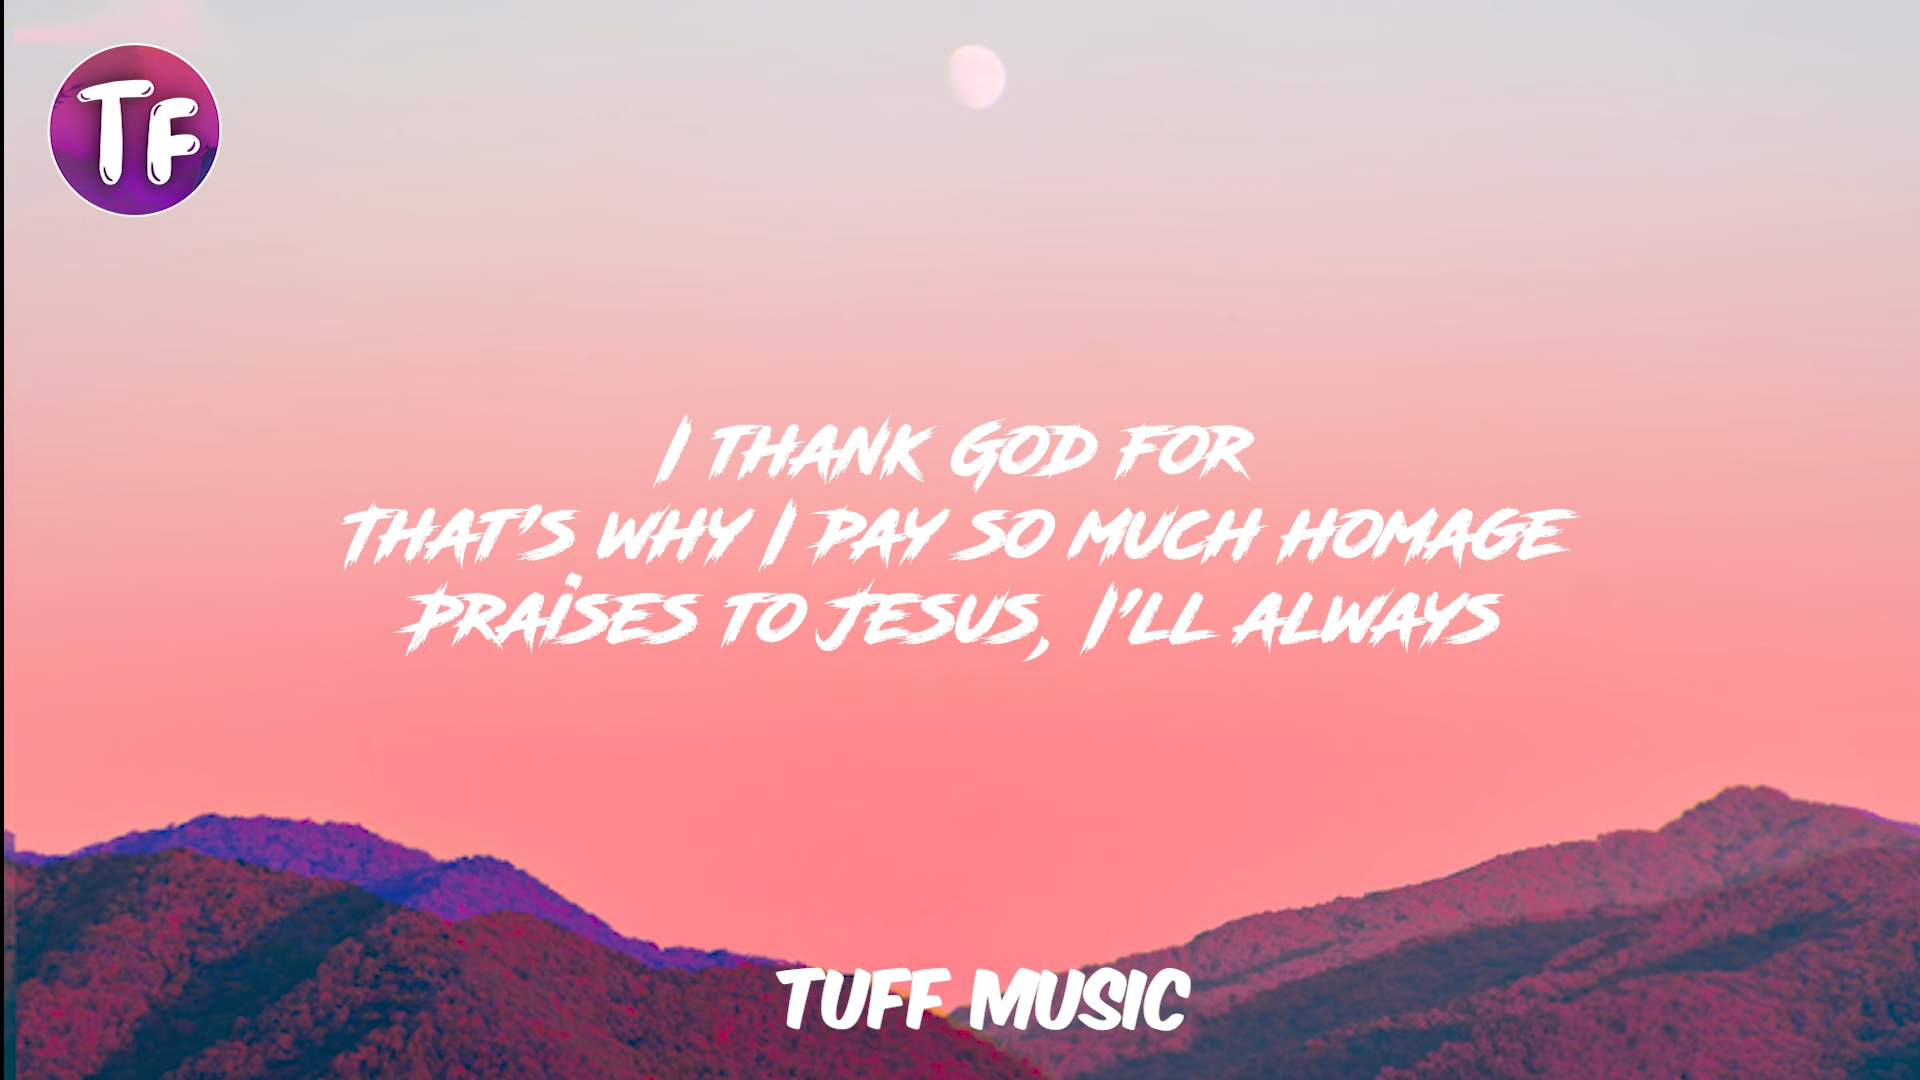 TF
I THANK GOD FOR
THAT'S WHY I PAY SO MUCH HOMAGE
PRAISES TO JESUS, I'LL ALWAYS
TUFF MUSIC